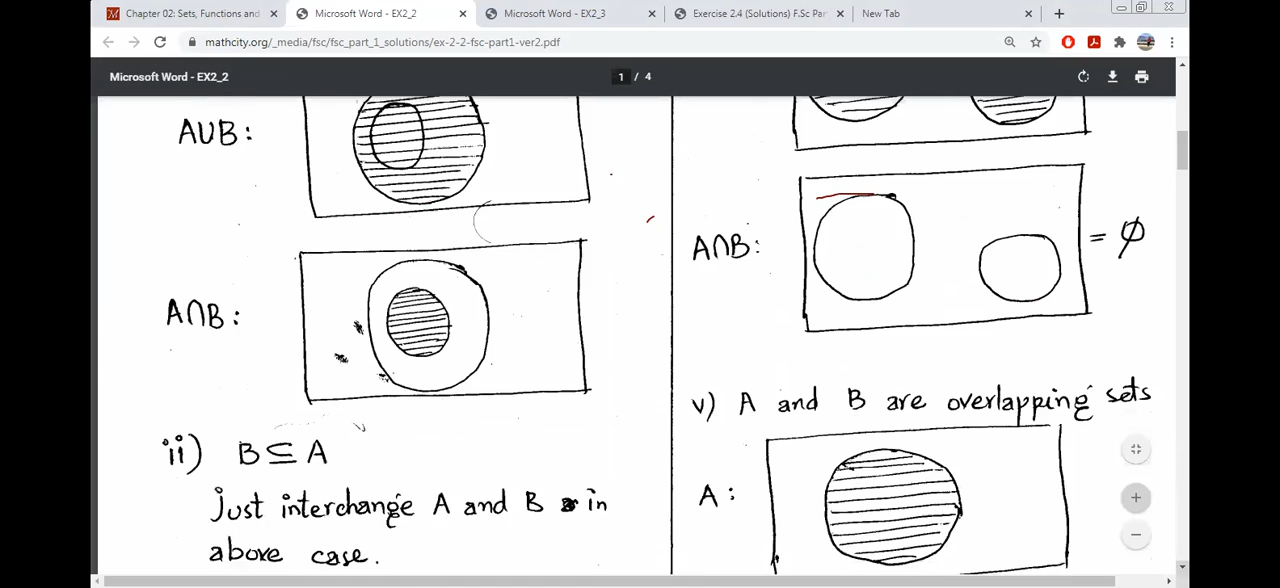 Chapter 02: Sets, Functions and
Microsoft Word - EX2_2
Microsoft Word - EX2_3
Exercise 2.4 (Solutions) F.Sc Par
New Tab
mathcity.org/_media/fsc/fsc_part_1_solutions/ex-2-2-fsc-part1-ver2.pdf
Microsoft Word - EX2_2
1 / 4
A∪B:
A∩B:
ii) B ⊆ A
Just interchange A and B in
above case.
A∩B:
= φ
v) A and B are overlapping sets
A: